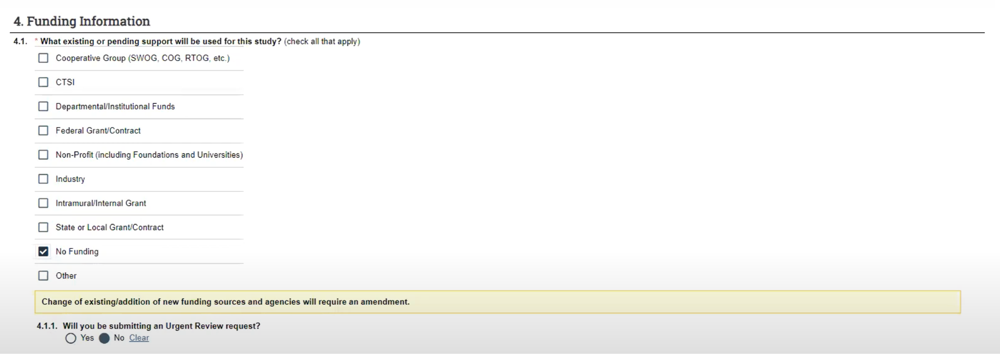 4. Funding Information
4.1. * What existing or pending support will be used for this study? (check all that apply)
Cooperative Group (SWOG, COG, RTOG, etc.)
CTSI
Departmental/Institutional Funds
Federal Grant/Contract
Non-Profit (including Foundations and Universities)
Industry
Intramural/Internal Grant
State or Local Grant/Contract
No Funding
Other
Change of existing/addition of new funding sources and agencies will require an amendment.
4.1.1. Will you be submitting an Urgent Review request?
Yes No Clear